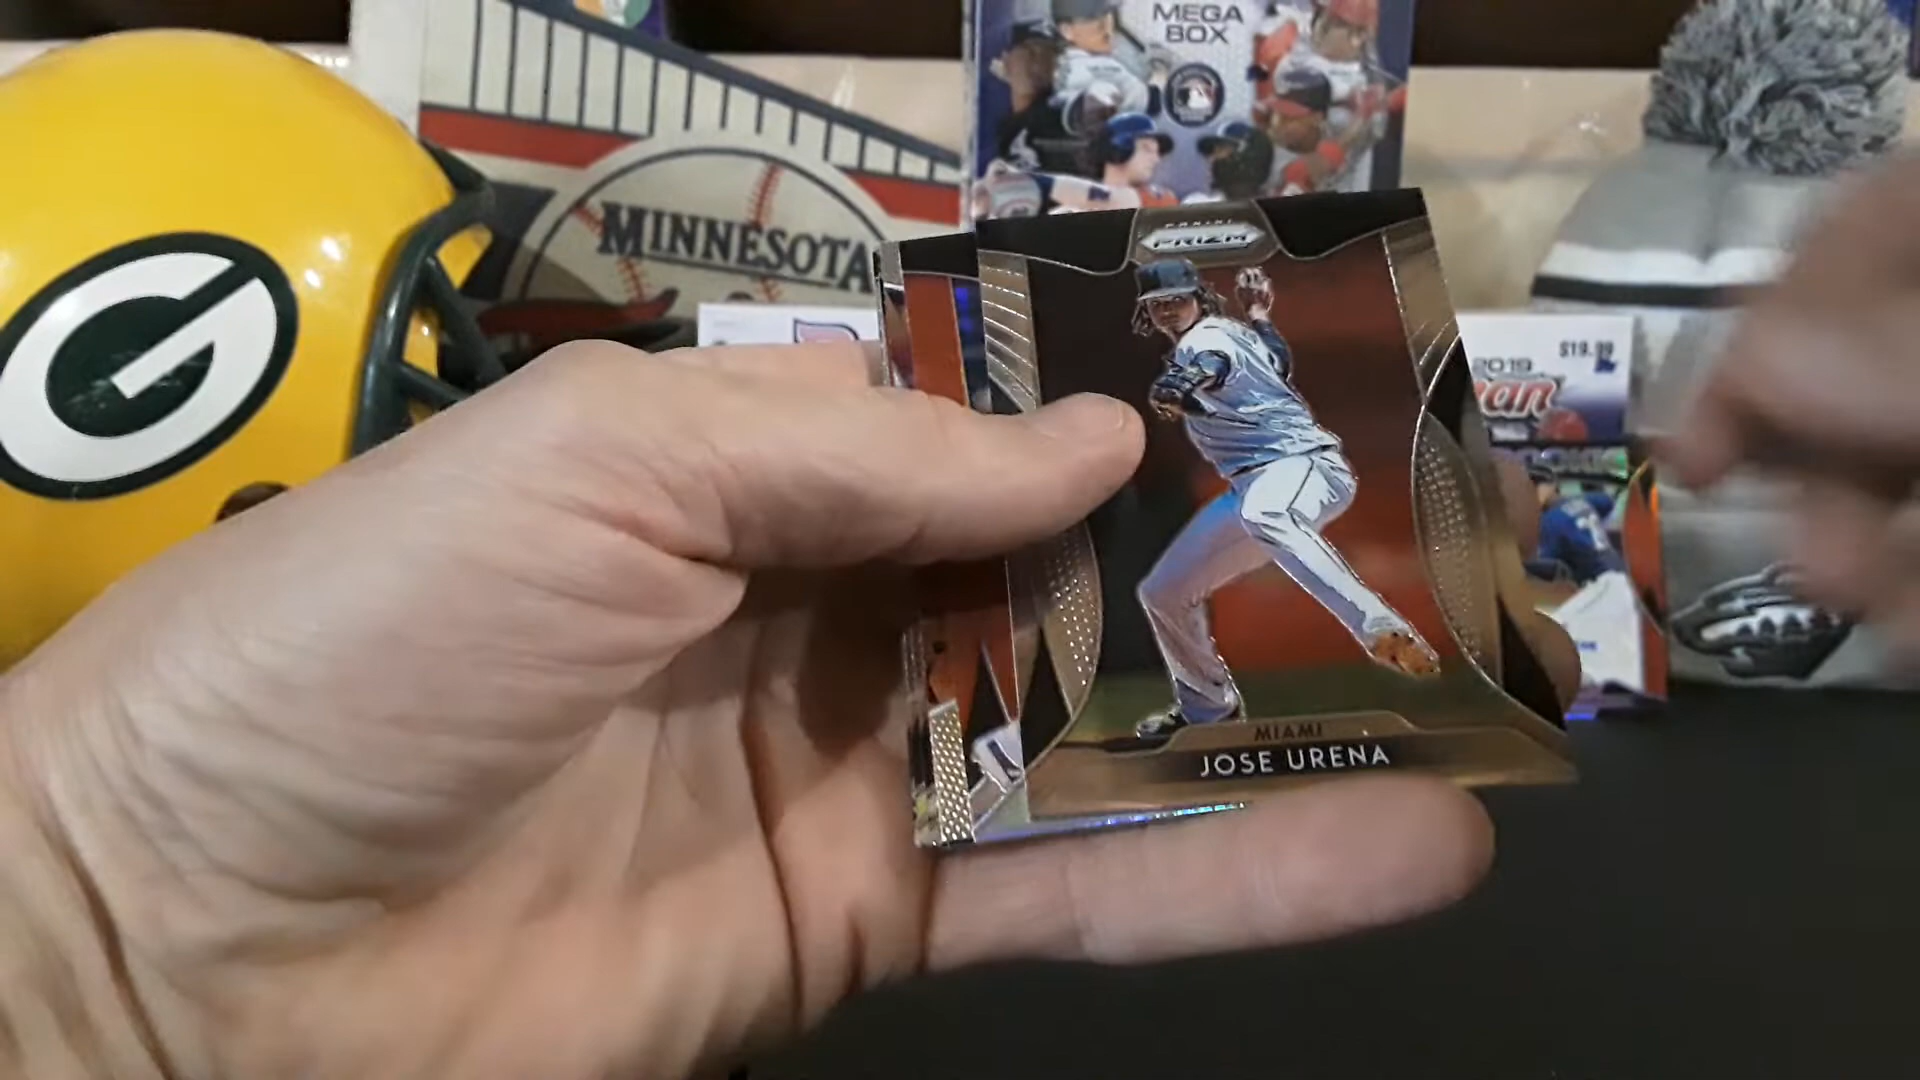 MEGA
BOX
MINNESOTA
PANINI
PRIZM
$19.99
2019
G
MIAMI
JOSE URENA